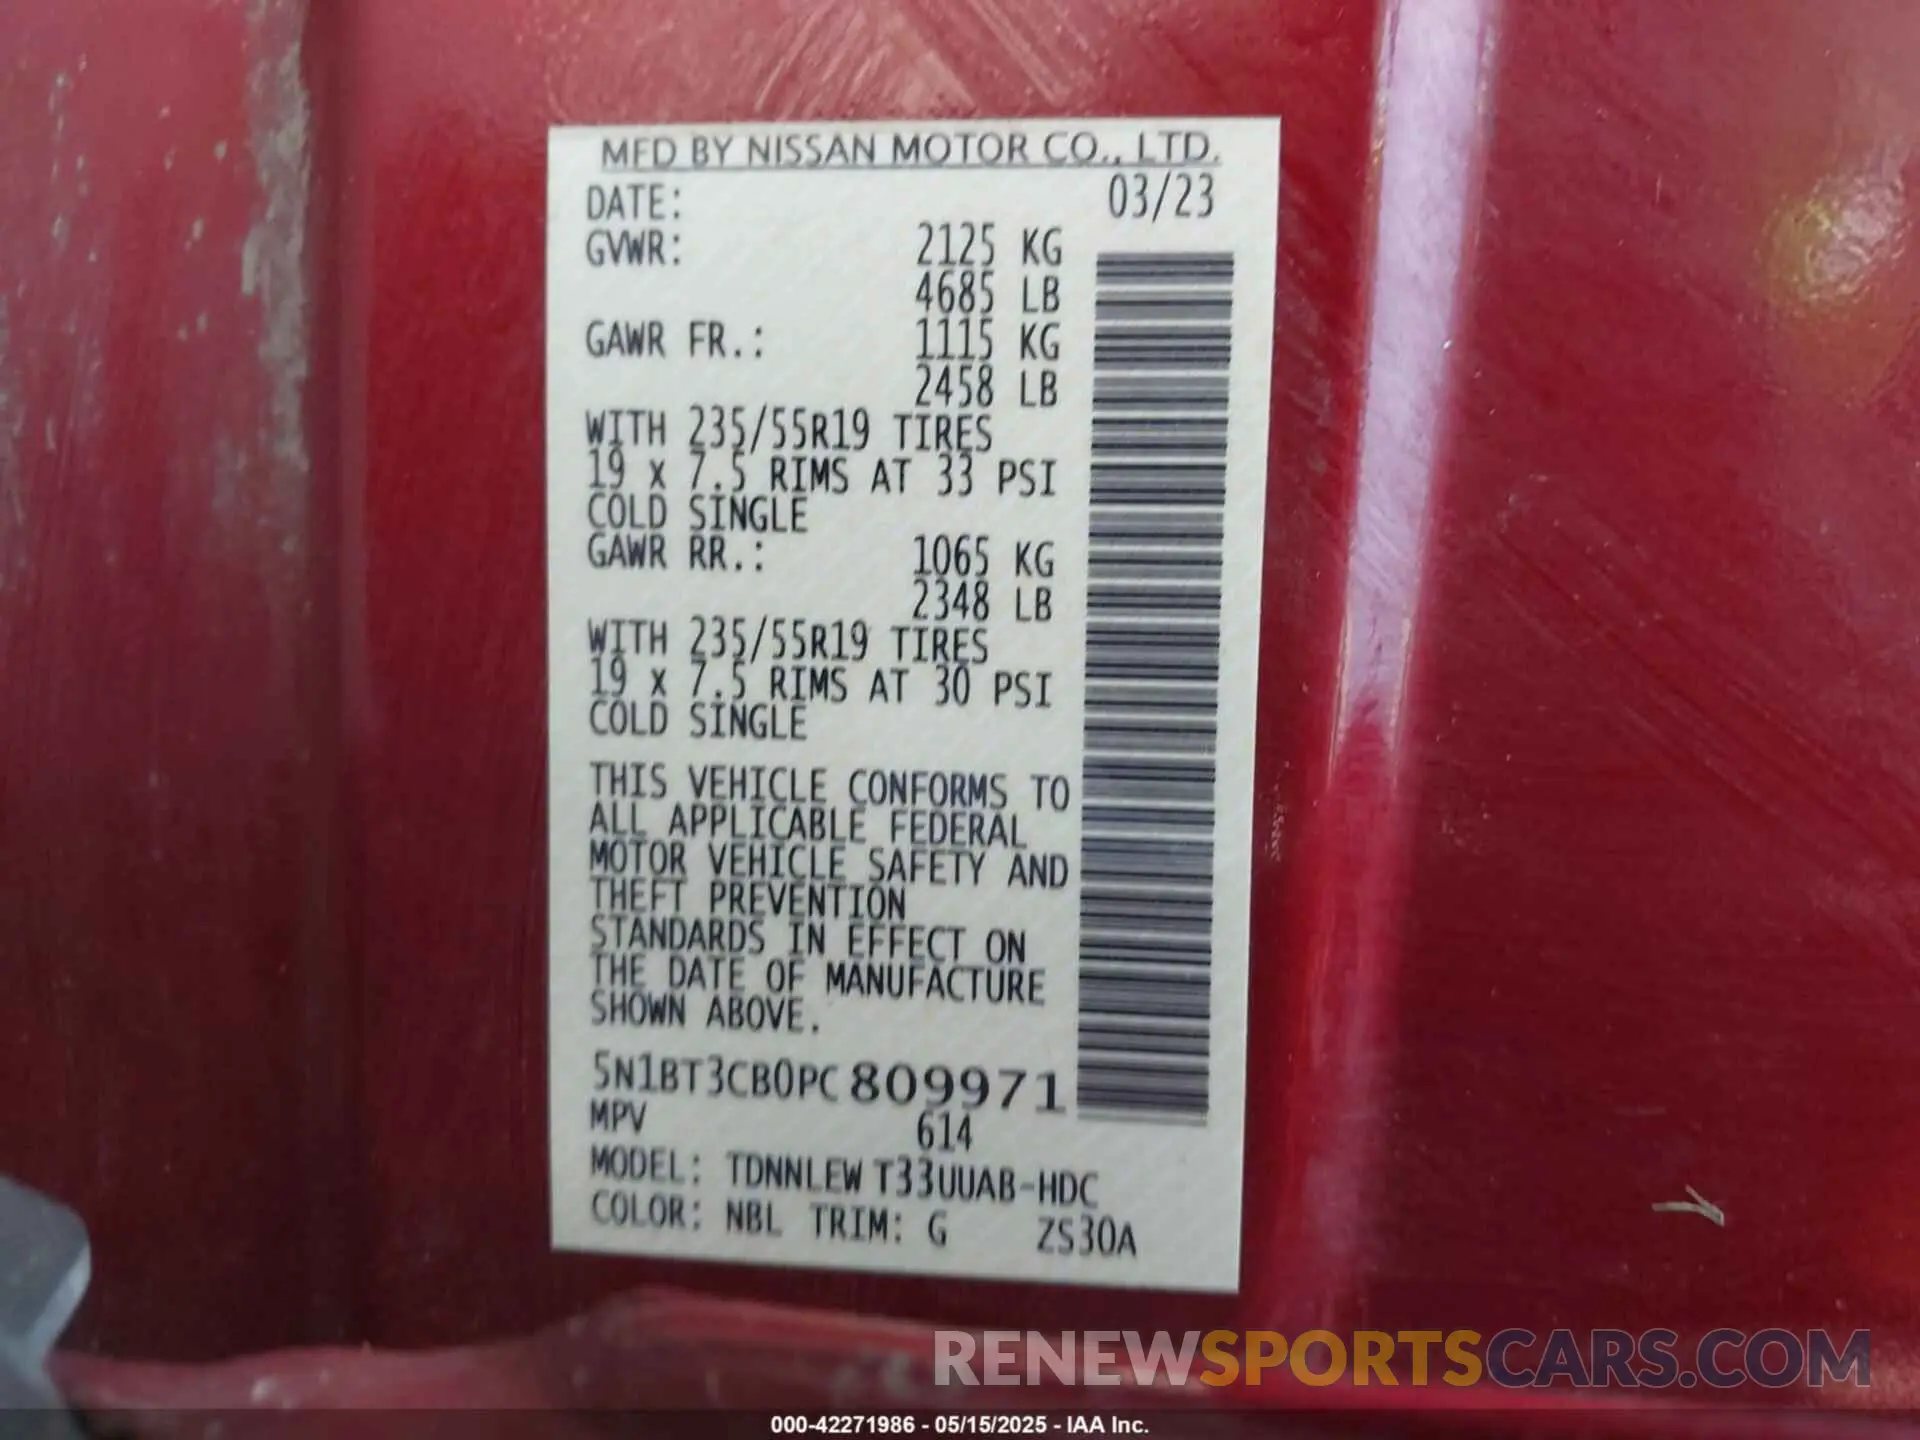 MFD BY NISSAN MOTOR CO., LTD.
DATE: 03/23
GVWR: 2125 KG
4685 LB
GAWR FR.: 1115 KG
2458 LB
WITH 235/55R19 TIRES
19 x 7.5 RIMS AT 33 PSI
COLD SINGLE
GAWR RR.: 1065 KG
2348 LB
WITH 235/55R19 TIRES
19 x 7.5 RIMS AT 30 PSI
COLD SINGLE
THIS VEHICLE CONFORMS TO
ALL APPLICABLE FEDERAL
MOTOR VEHICLE SAFETY AND
THEFT PREVENTION
STANDARDS IN EFFECT ON
THE DATE OF MANUFACTURE
SHOWN ABOVE.
5N1BT3CB0PC809971
MPV 614
MODEL: TDNNLEW T33UUAB-HDC
COLOR: NBL TRIM: G ZS30A
RENEWSPORTSCARS.COM
000-42271986 - 05/15/2025 - IAA Inc.